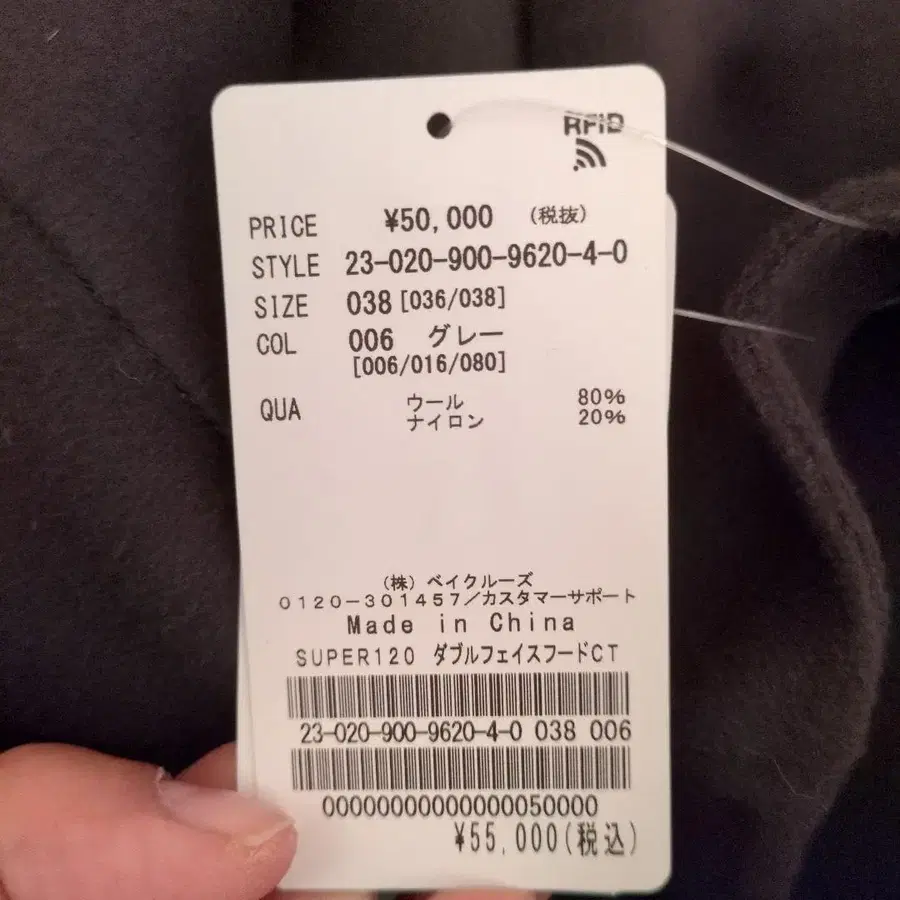 RFID
PRICE ¥50,000 (税抜)
STYLE 23-020-900-9620-4-0
SIZE 038 [036/038]
COL 006 グレー
[006/016/080]
QUA ウール 80%
ナイロン 20%
(株) ベイクルーズ
0120-301457/カスタマーサポート
Made in China
SUPER120 ダブルフェイスフードCT
23-020-900-9620-4-0 038 006
00000000000000050000
¥55,000(税込)